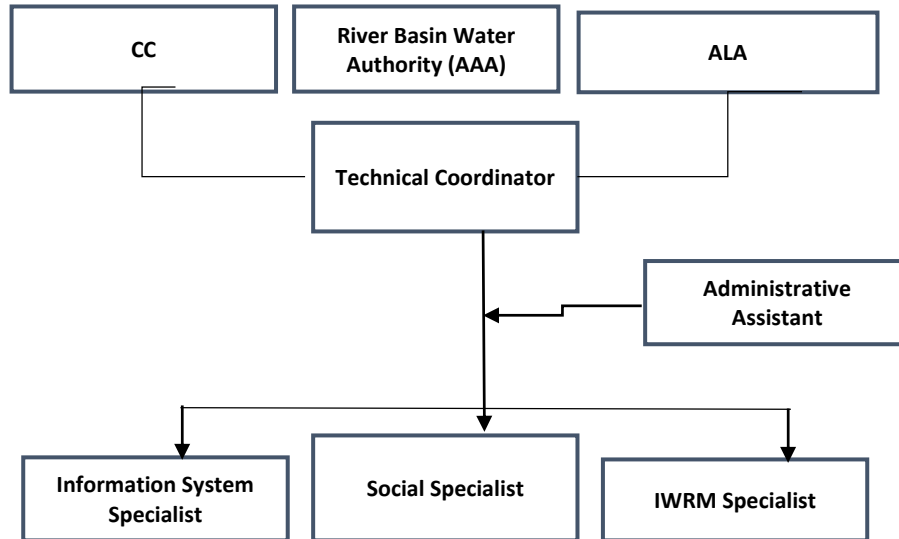 CC
River Basin Water
Authority (AAA)
ALA
Technical Coordinator
Administrative
Assistant
Information System
Specialist
Social Specialist
IWRM Specialist